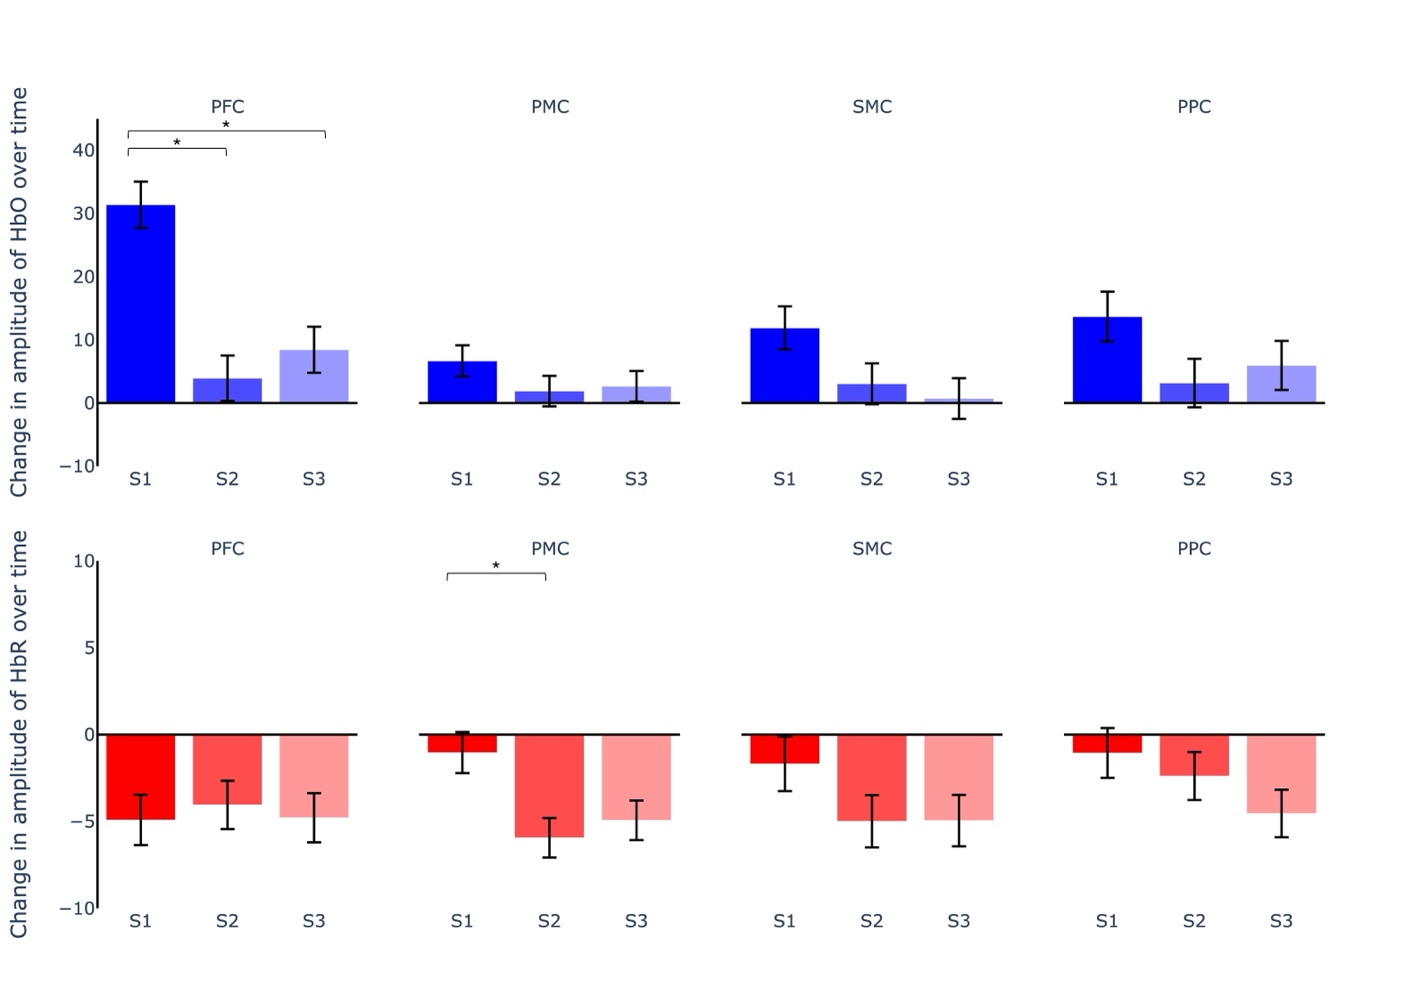 PFC PMC SMC PPC
*
*
Change in amplitude of HbO over time
40
30
20
10
0
−10
S1 S2 S3 S1 S2 S3 S1 S2 S3 S1 S2 S3
PFC PMC SMC PPC
*
Change in amplitude of HbR over time
10
5
0
−5
−10
S1 S2 S3 S1 S2 S3 S1 S2 S3 S1 S2 S3